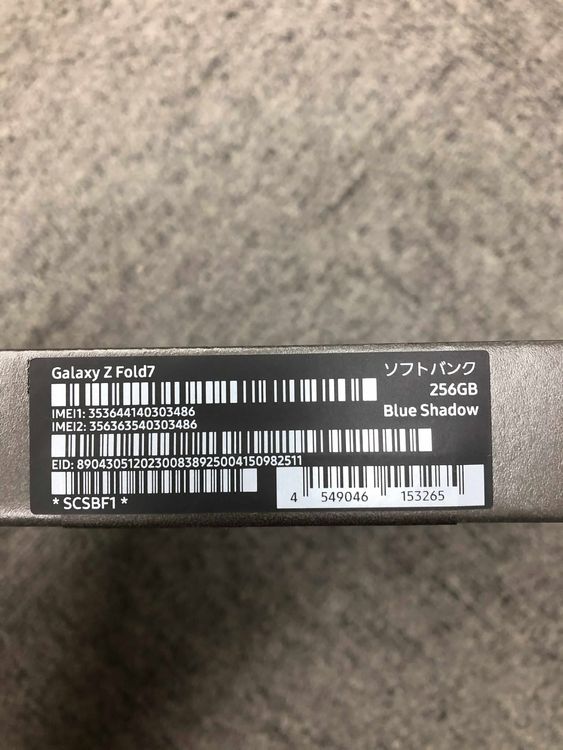 Galaxy Z Fold7
ソフトバンク
256GB
Blue Shadow
IMEI1: 353644140303486
IMEI2: 356363540303486
EID: 89043051202300838925004150982511
* SCSBF1 *
4 549046 153265